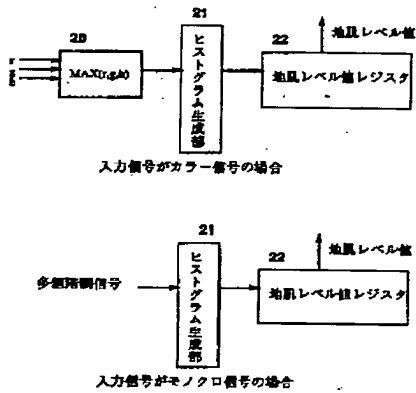 20
MAX(r,g,b)
21
ヒストグラム生成部
22
地肌レベル値
地肌レベル値レジスタ
入力信号がカラー信号の場合
多値階調信号
21
ヒストグラム生成部
22
地肌レベル値
地肌レベル値レジスタ
入力信号がモノクロ信号の場合